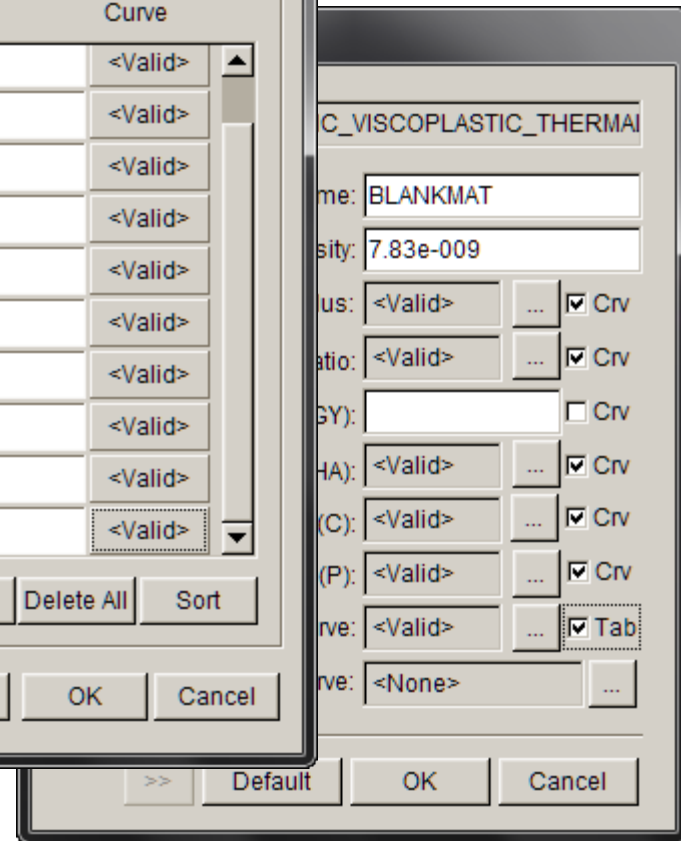 Curve
<Valid>
<Valid>
<Valid>
<Valid>
<Valid>
<Valid>
<Valid>
<Valid>
<Valid>
<Valid>
Delete All Sort
OK Cancel
IC_VISCOPLASTIC_THERMAL
me: BLANKMAT
sity: 7.83e-009
lus: <Valid> ... Crv
atio: <Valid> ... Crv
GY): Crv
HA): <Valid> ... Crv
(C): <Valid> ... Crv
(P): <Valid> ... Crv
rve: <Valid> ... Tab
rve: <None> ...
>> Default OK Cancel